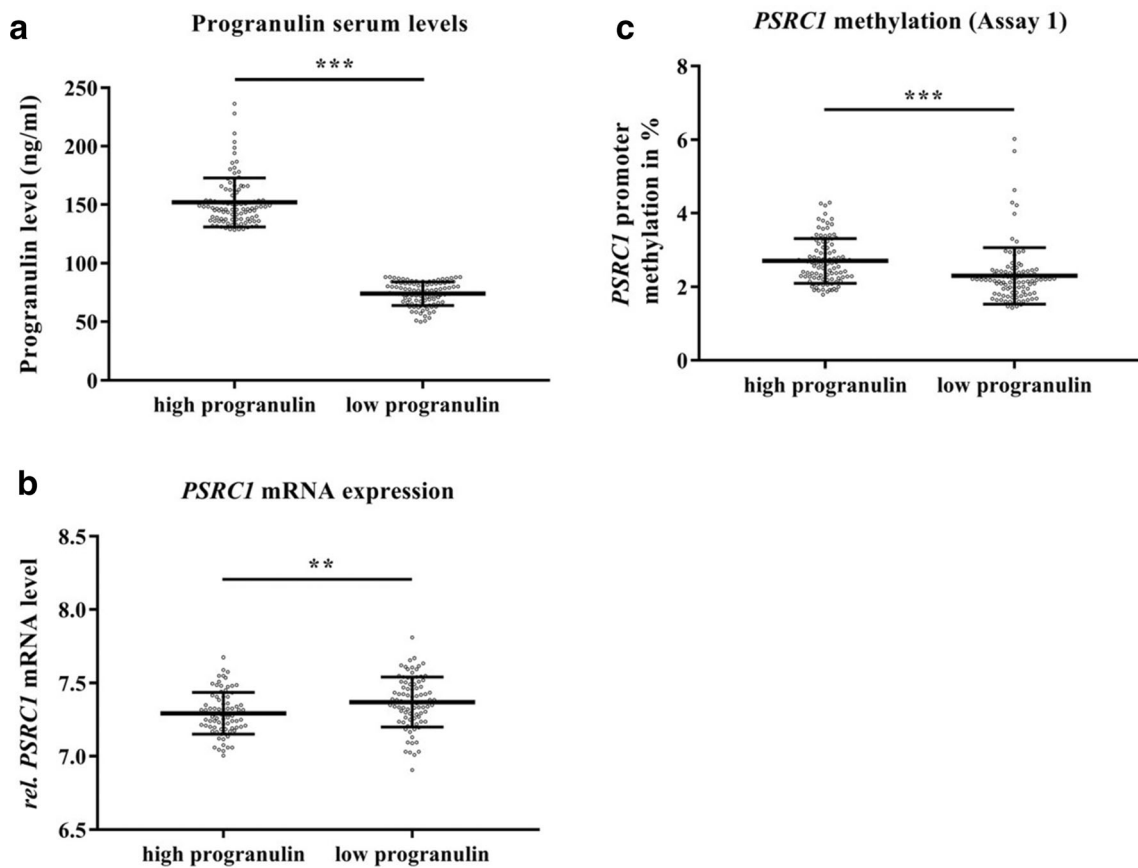 a
Progranulin serum levels
***
Progranulin level (ng/ml)
250
200
150
100
50
0
high progranulin low progranulin
c
PSRC1 methylation (Assay 1)
***
PSRC1 promoter
methylation in %
8
6
4
2
0
high progranulin low progranulin
b
PSRC1 mRNA expression
**
rel. PSRC1 mRNA level
8.5
8.0
7.5
7.0
6.5
high progranulin low progranulin